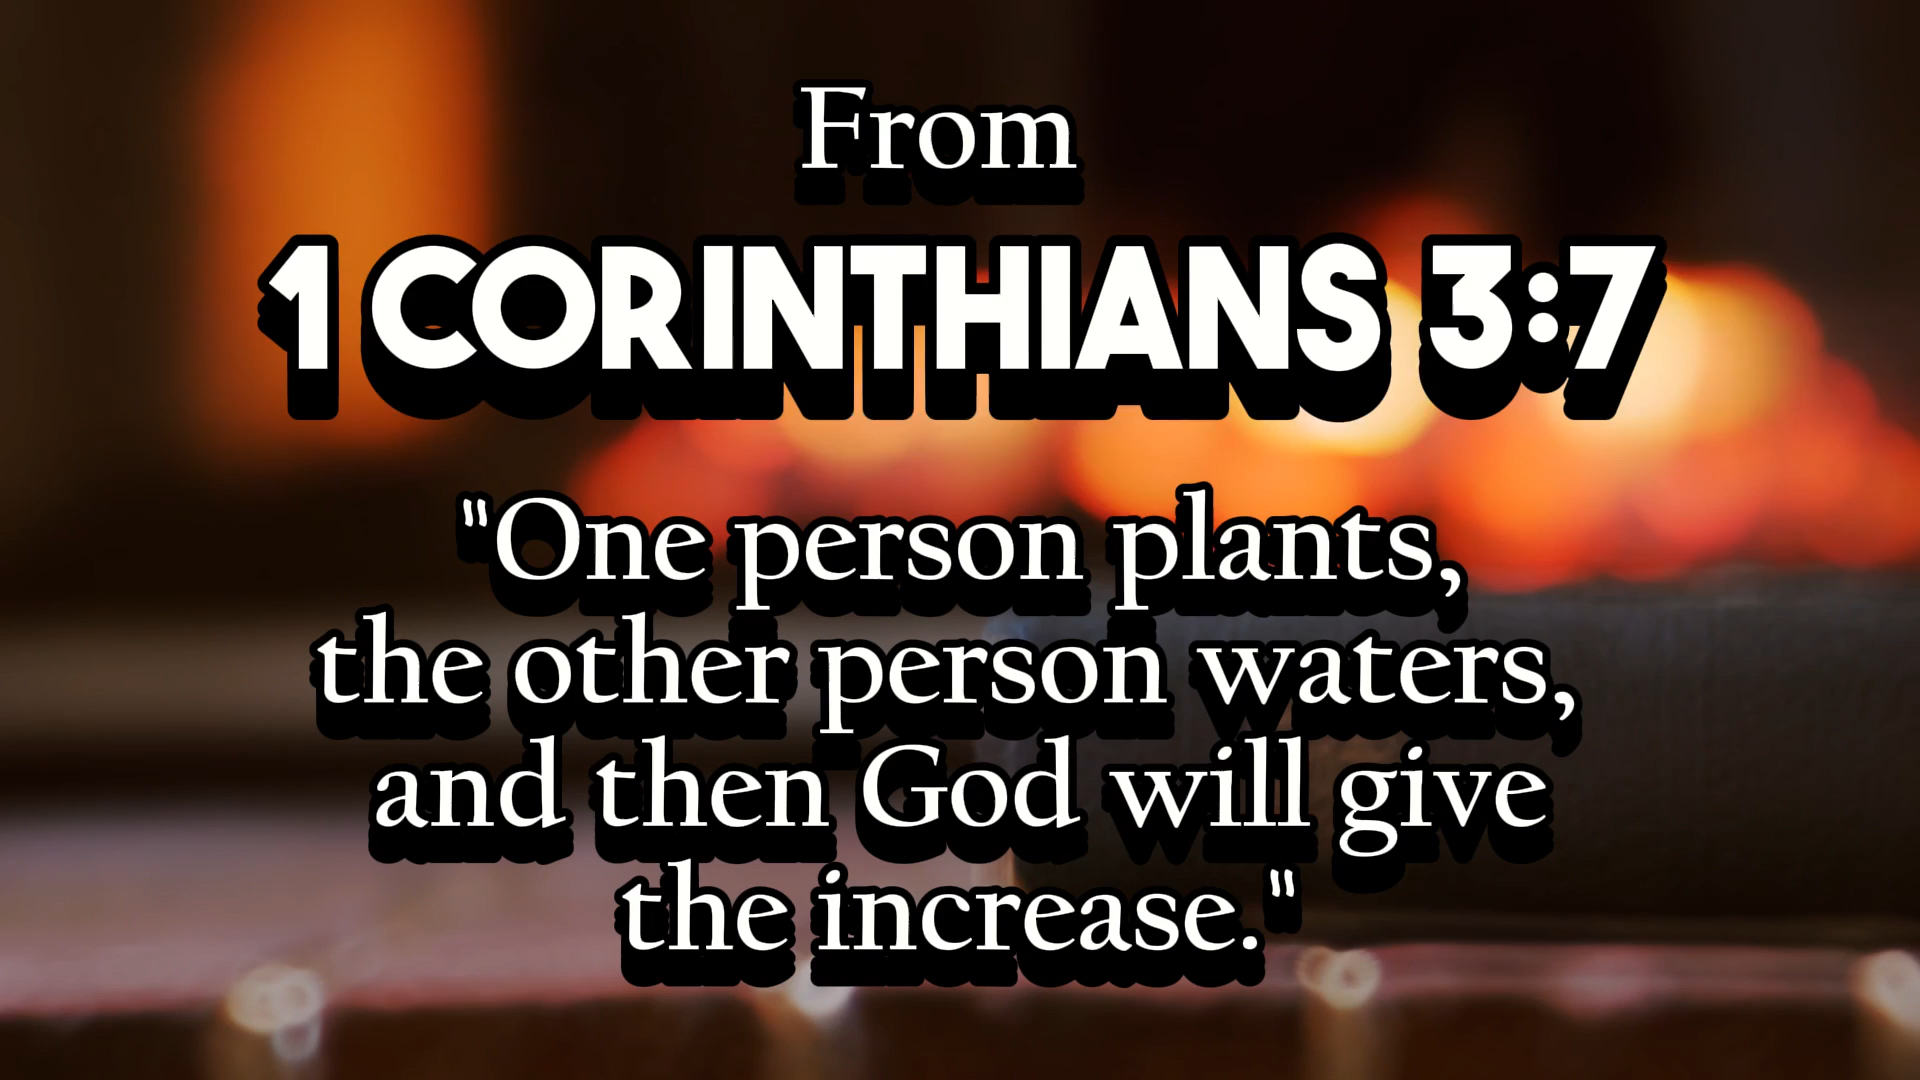 From
1 CORINTHIANS 3:7
"One person plants,
the other person waters,
and then God will give
the increase."